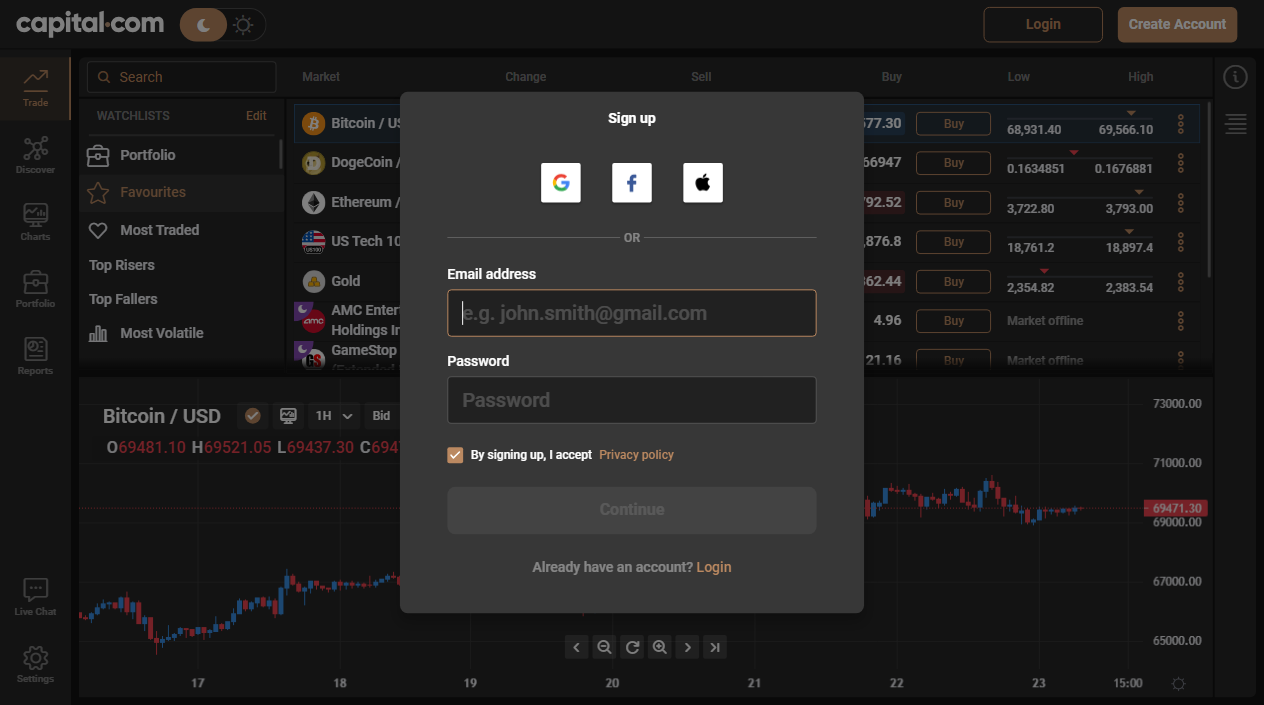 capital.com
Login
Create Account
Trade
Discover
Charts
Portfolio
Reports
Live Chat
Settings
Search
WATCHLISTS Edit
Portfolio
Favourites
Most Traded
Top Risers
Top Fallers
Most Volatile
Market Change Sell Buy Low High
Bitcoin / US 577.30 Buy 68,931.40 69,566.10
DogeCoin / 66947 Buy 0.1634851 0.1676881
Ethereum / 792.52 Buy 3,722.80 3,793.00
US Tech 10 ,876.8 Buy 18,761.2 18,897.4
Gold 362.44 Buy 2,354.82 2,383.54
AMC Enter
Holdings In 4.96 Buy Market offline
GameStop 21.16 Buy Market offline
(Extended
Sign up
OR
Email address
e.g. john.smith@gmail.com
Password
Password
By signing up, I accept Privacy policy
Continue
Already have an account? Login
Bitcoin / USD 1H Bid
O69481.10 H69521.05 L69437.30 C6947
73000.00
71000.00
69471.30
69000.00
67000.00
65000.00
17 18 19 20 21 22 23 15:00